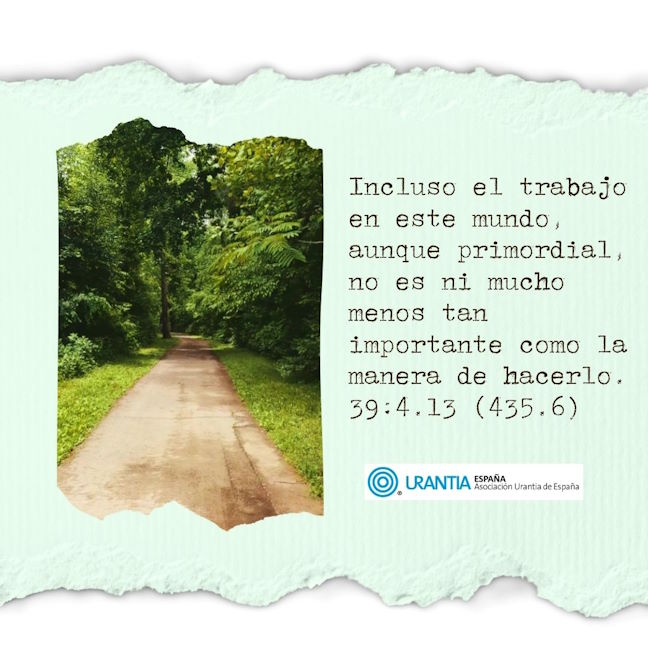 Incluso el trabajo
en este mundo,
aunque primordial,
no es ni mucho
menos tan
importante como la
manera de hacerlo.
39:4.13 (435.6)
® URANTIA ESPAÑA
Asociación Urantia de España